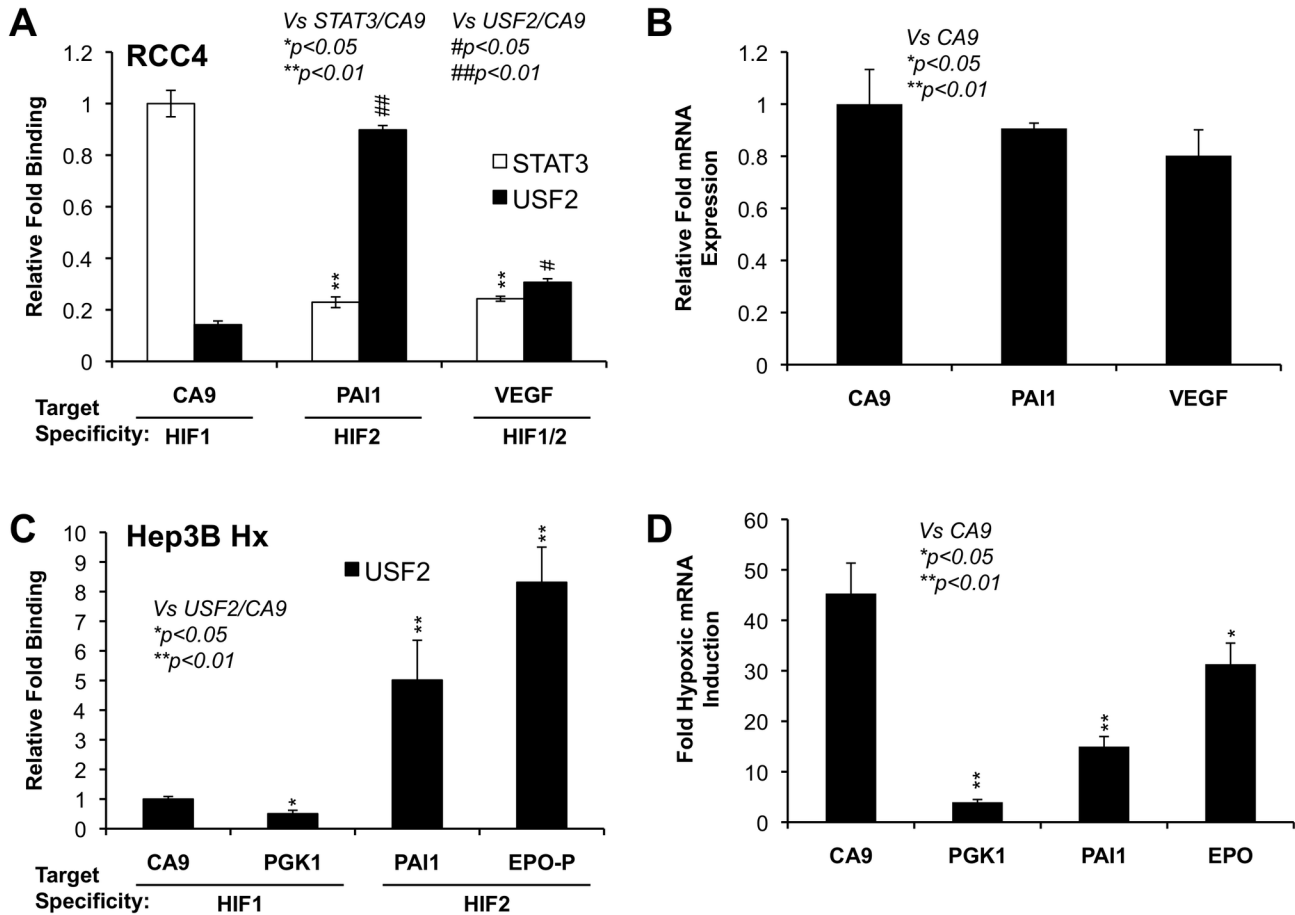 A
RCC4
Vs STAT3/CA9
*p<0.05
**p<0.01
Vs USF2/CA9
#p<0.05
##p<0.01
Relative Fold Binding
1.2
1
0.8
0.6
0.4
0.2
0
**
##
**
#
STAT3
USF2
CA9
PAI1
VEGF
Target
Specificity:
HIF1
HIF2
HIF1/2
B
Vs CA9
*p<0.05
**p<0.01
Relative Fold mRNA
Expression
1.2
1
0.8
0.6
0.4
0.2
0
CA9
PAI1
VEGF
C
Hep3B Hx
USF2
Vs USF2/CA9
*p<0.05
**p<0.01
Relative Fold Binding
10
9
8
7
6
5
4
3
2
1
0
*
**
**
CA9
PGK1
PAI1
EPO-P
Target
Specificity:
HIF1
HIF2
D
Vs CA9
*p<0.05
**p<0.01
Fold Hypoxic mRNA
Induction
60
50
40
30
20
10
0
**
**
*
CA9
PGK1
PAI1
EPO